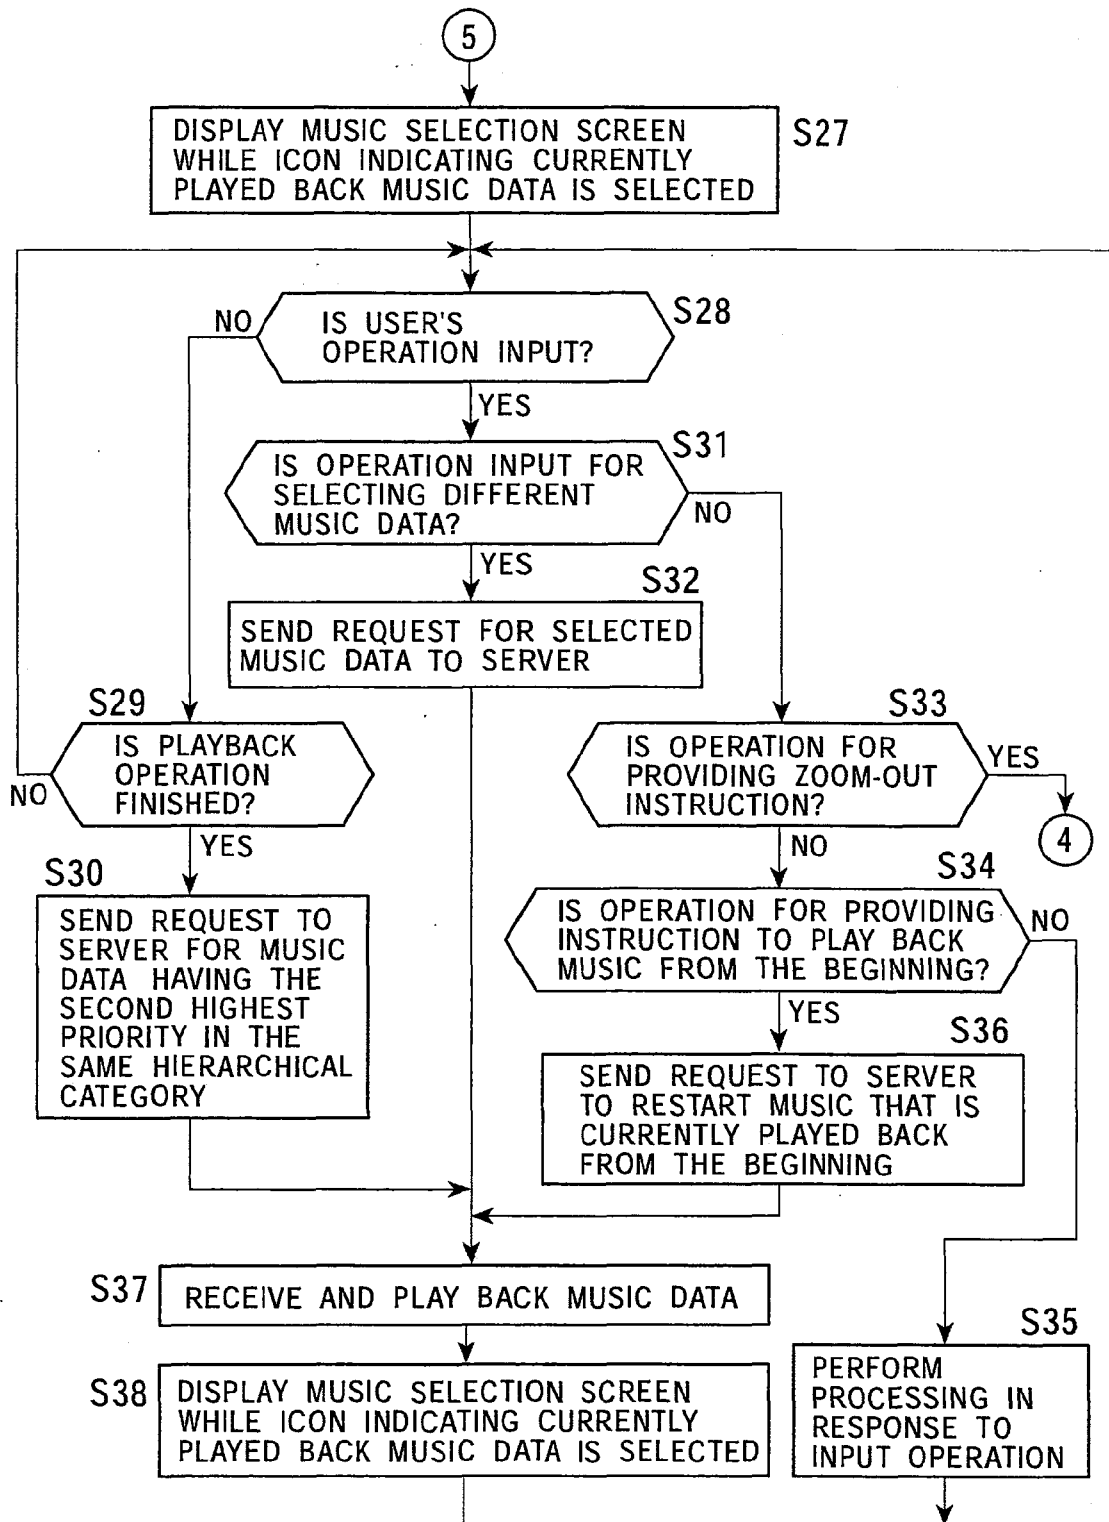 5
DISPLAY MUSIC SELECTION SCREEN
WHILE ICON INDICATING CURRENTLY
PLAYED BACK MUSIC DATA IS SELECTED
S27
NO
IS USER'S
OPERATION INPUT?
S28
YES
IS OPERATION INPUT FOR
SELECTING DIFFERENT
MUSIC DATA?
S31
NO
YES
S32
SEND REQUEST FOR SELECTED
MUSIC DATA TO SERVER
S29
IS PLAYBACK
OPERATION
FINISHED?
NO
YES
S33
IS OPERATION FOR
PROVIDING ZOOM-OUT
INSTRUCTION?
YES
4
NO
S30
SEND REQUEST TO
SERVER FOR MUSIC
DATA HAVING THE
SECOND HIGHEST
PRIORITY IN THE
SAME HIERARCHICAL
CATEGORY
S34
IS OPERATION FOR PROVIDING
INSTRUCTION TO PLAY BACK
MUSIC FROM THE BEGINNING?
NO
YES
S36
SEND REQUEST TO SERVER
TO RESTART MUSIC THAT IS
CURRENTLY PLAYED BACK
FROM THE BEGINNING
S37
RECEIVE AND PLAY BACK MUSIC DATA
S38
DISPLAY MUSIC SELECTION SCREEN
WHILE ICON INDICATING CURRENTLY
PLAYED BACK MUSIC DATA IS SELECTED
S35
PERFORM
PROCESSING IN
RESPONSE TO
INPUT OPERATION